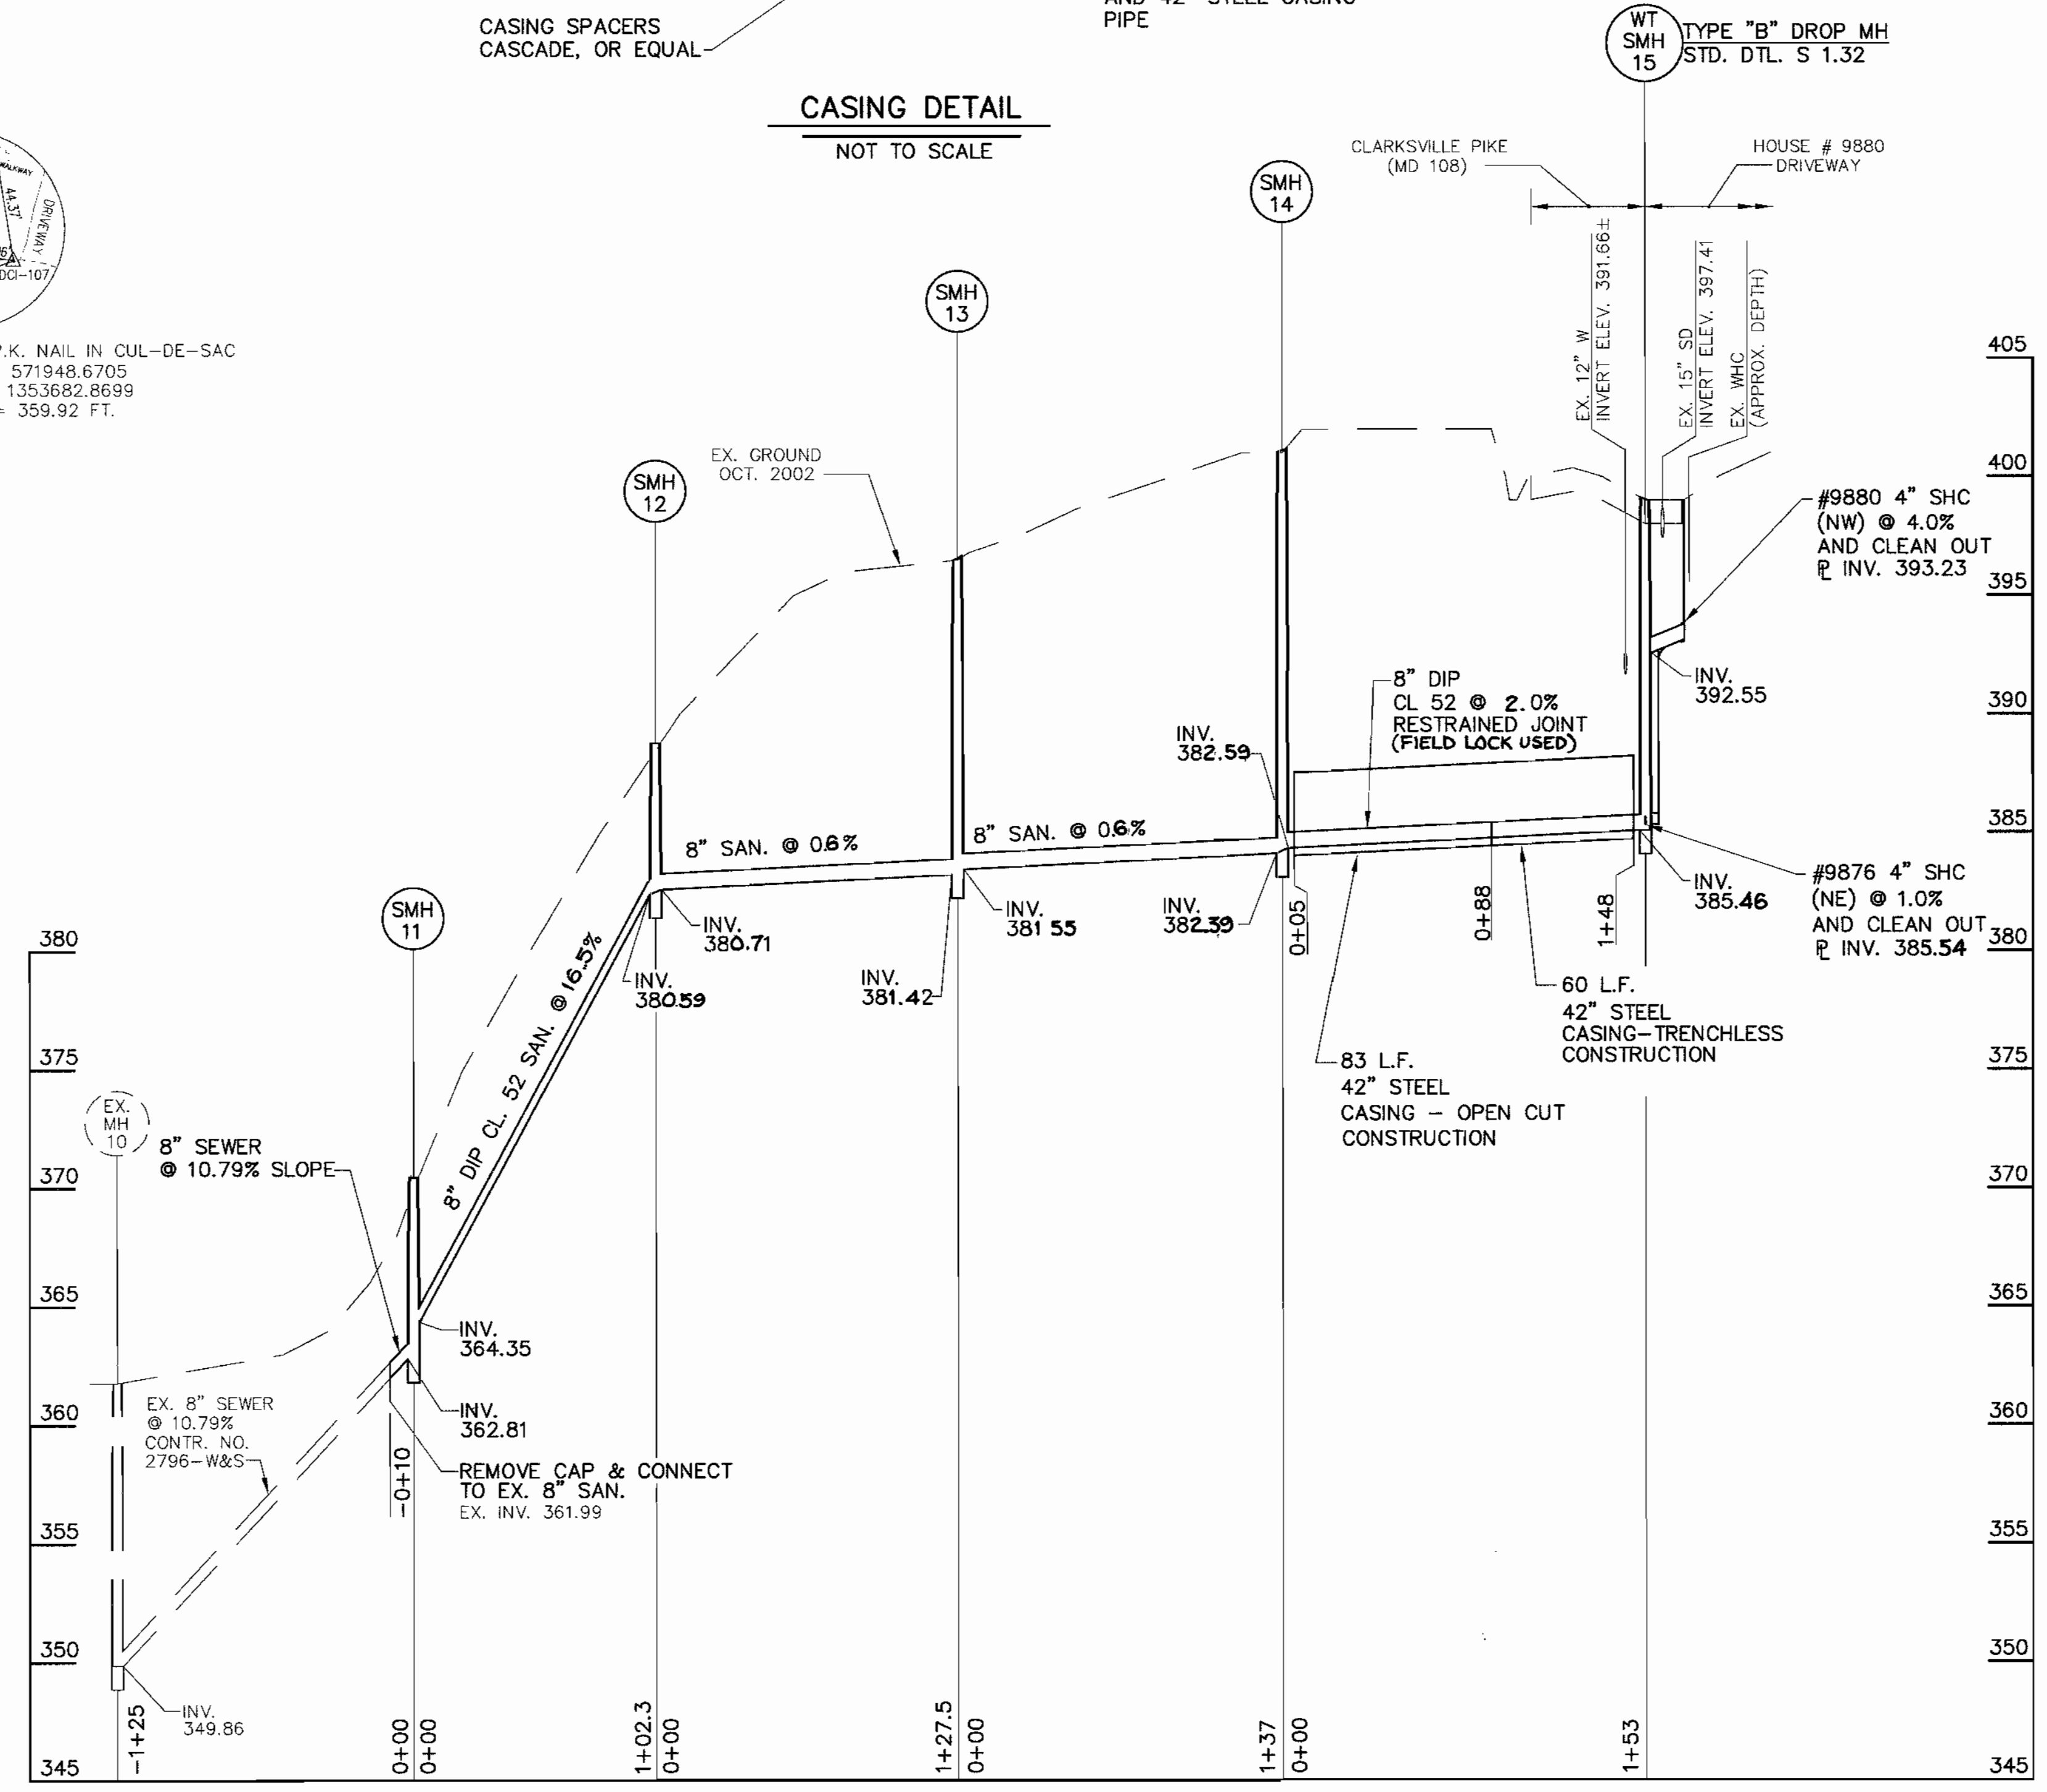 CASING SPACERS
CASCADE, OR EQUAL
PIPE
CASING DETAIL
NOT TO SCALE
WT
SMH
15
TYPE "B" DROP MH
STD. DTL. S 1.32
WALKWAY
44.37'
DRIVEWAY
DCI-107
P.K. NAIL IN CUL-DE-SAC
571948.6705
1353682.8699
= 359.92 FT.
CLARKSVILLE PIKE
(MD 108)
HOUSE # 9880
DRIVEWAY
SMH
14
SMH
13
SMH
12
SMH
11
EX.
MH
10
EX. GROUND
OCT. 2002
EX. 12" W
INVERT ELEV. 391.66±
EX. 15" SD
INVERT ELEV. 397.41
EX. WHC
(APPROX. DEPTH)
#9880 4" SHC
(NW) @ 4.0%
AND CLEAN OUT
℄ INV. 393.23
INV.
392.55
8" DIP
CL 52 @ 2.0%
RESTRAINED JOINT
(FIELD LOCK USED)
INV.
382.59
8" SAN. @ 0.6%
8" SAN. @ 0.6%
INV.
380.71
INV.
380.59
INV.
381.42
INV.
381 55
INV.
382.39
0+05
0+88
1+48
INV.
385.46
#9876 4" SHC
(NE) @ 1.0%
AND CLEAN OUT
℄ INV. 385.54
60 L.F.
42" STEEL
CASING-TRENCHLESS
CONSTRUCTION
83 L.F.
42" STEEL
CASING - OPEN CUT
CONSTRUCTION
8" DIP CL. 52 SAN. @ 16.5%
8" SEWER
@ 10.79% SLOPE
INV.
364.35
INV.
362.81
REMOVE CAP & CONNECT
TO EX. 8" SAN.
EX. INV. 361.99
EX. 8" SEWER
@ 10.79%
CONTR. NO.
2796-W&S
INV.
349.86
380
375
370
365
360
355
350
345
405
400
395
390
385
380
375
370
365
360
355
350
345
-1+25
-0+10
0+00
0+00
1+02.3
0+00
1+27.5
0+00
1+37
0+00
1+53